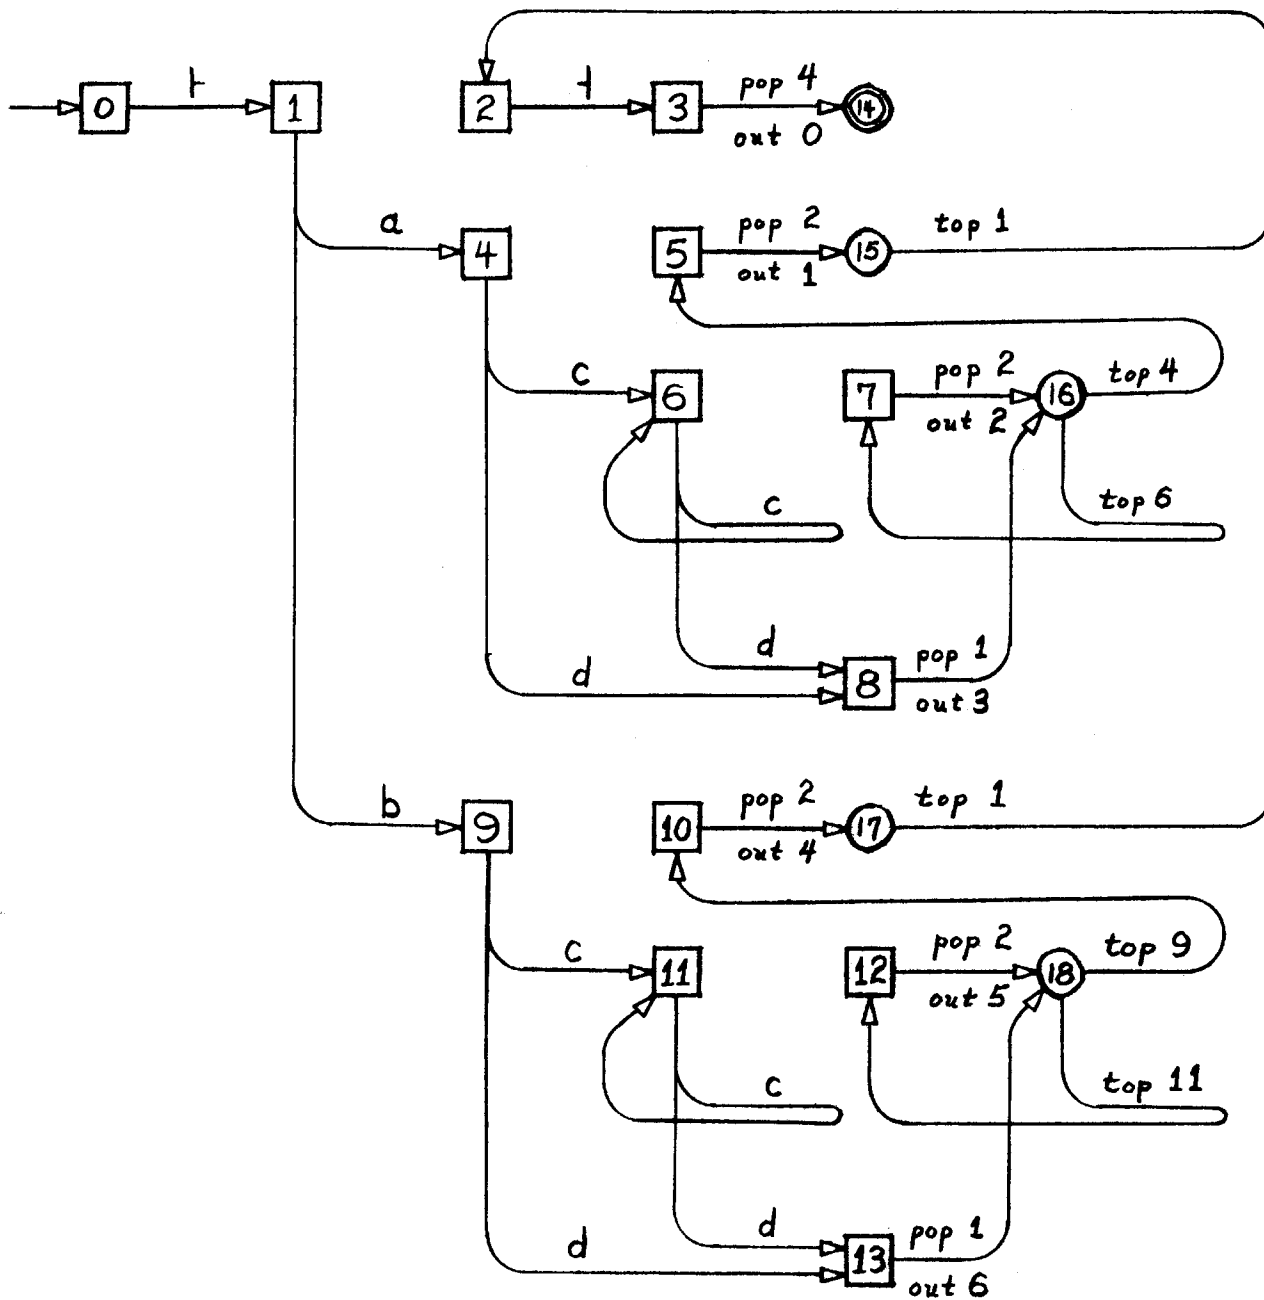 ⊢
pop 4
0
1
2
⊣
3
14
out 0
a
pop 2
top 1
4
5
15
out 1
c
pop 2
top 4
6
7
16
out 2
c
top 6
d
pop 1
d
8
out 3
b
pop 2
top 1
9
10
17
out 4
c
pop 2
top 9
11
12
18
out 5
c
top 11
d
pop 1
d
13
out 6